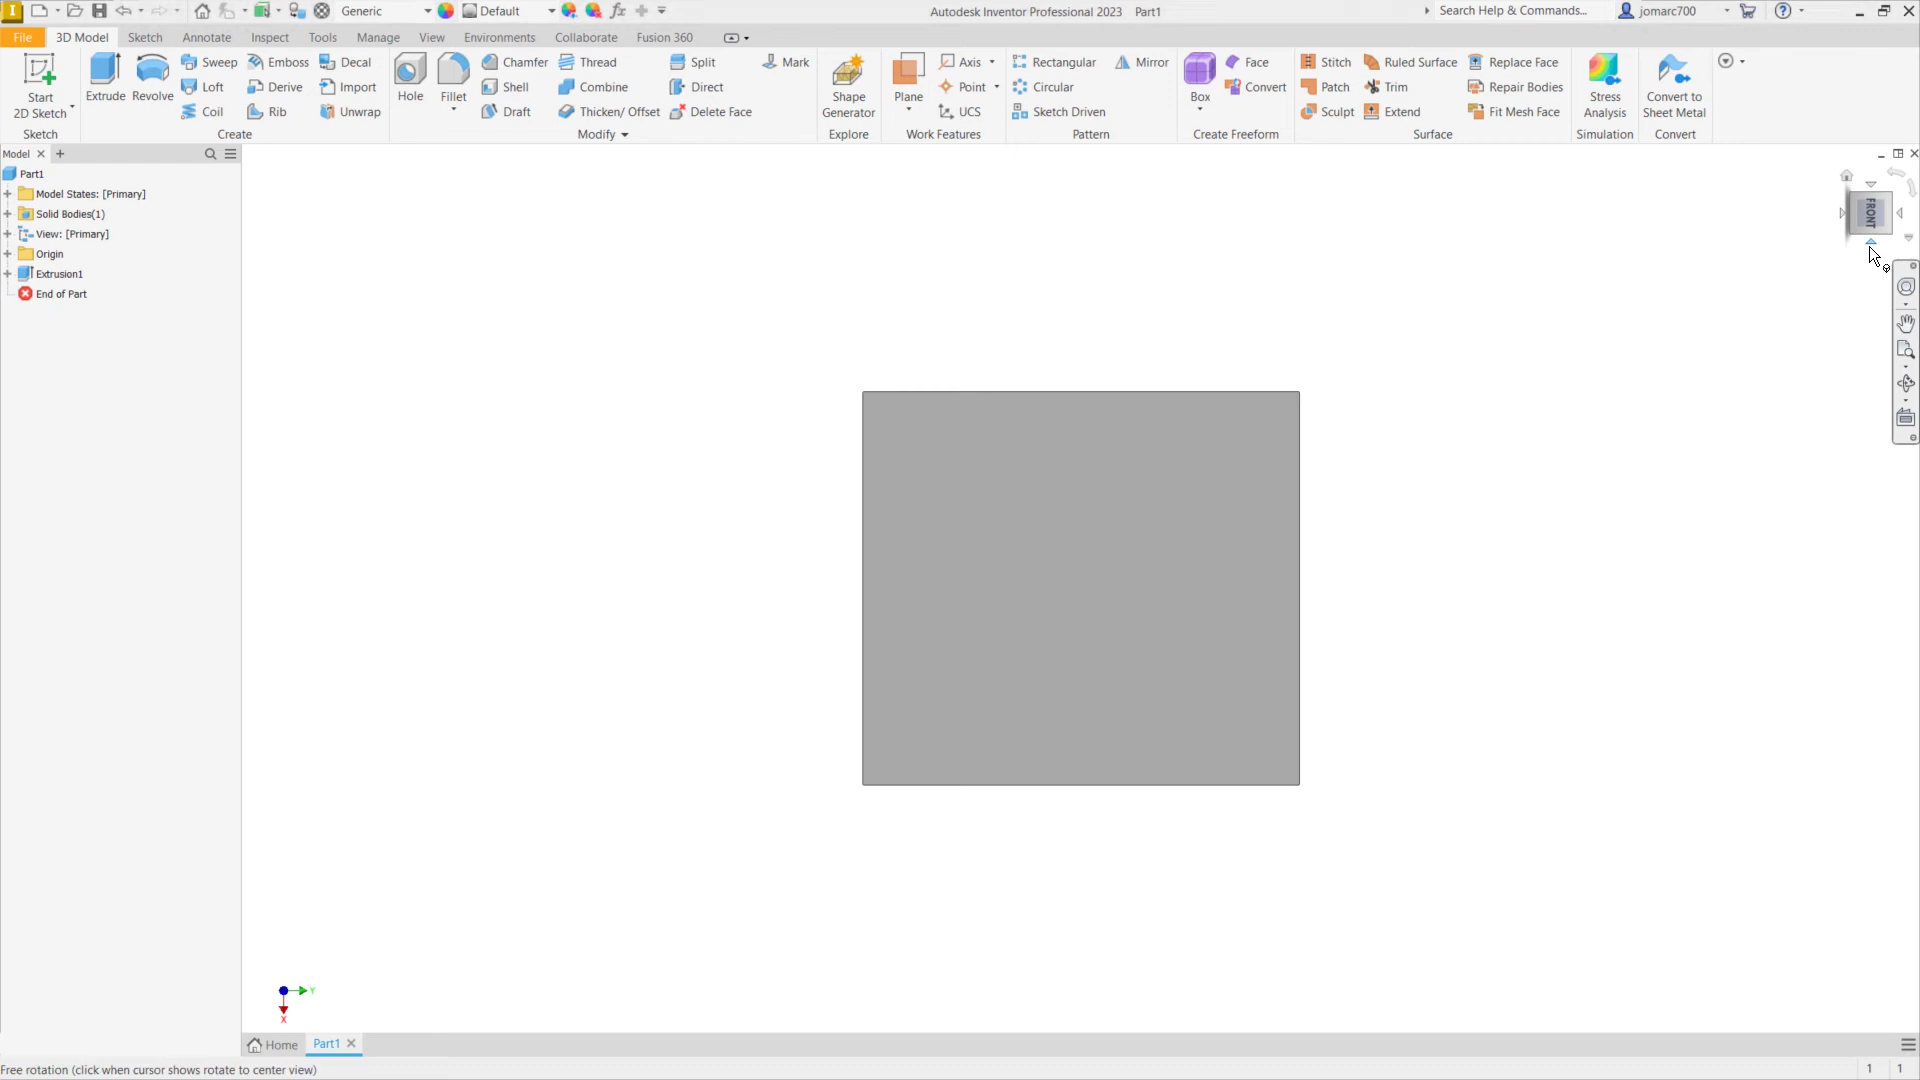 Generic
Default
Autodesk Inventor Professional 2023 Part1
Search Help & Commands...
jomarc700
File
3D Model
Sketch
Annotate
Inspect
Tools
Manage
View
Environments
Collaborate
Fusion 360
Start
2D Sketch
Sketch
Extrude
Revolve
Sweep
Loft
Coil
Emboss
Derive
Rib
Decal
Import
Unwrap
Create
Hole
Fillet
Chamfer
Shell
Draft
Thread
Combine
Thicken/ Offset
Split
Direct
Delete Face
Mark
Modify
Shape
Generator
Explore
Plane
Axis
Point
UCS
Work Features
Rectangular
Circular
Sketch Driven
Mirror
Pattern
Box
Face
Convert
Create Freeform
Stitch
Patch
Sculpt
Ruled Surface
Trim
Extend
Replace Face
Repair Bodies
Fit Mesh Face
Surface
Stress
Analysis
Simulation
Convert to
Sheet Metal
Convert
Model
Part1
Model States: [Primary]
Solid Bodies(1)
View: [Primary]
Origin
Extrusion1
End of Part
FRONT
Y
X
Home
Part1
Free rotation (click when cursor shows rotate to center view)
1 1